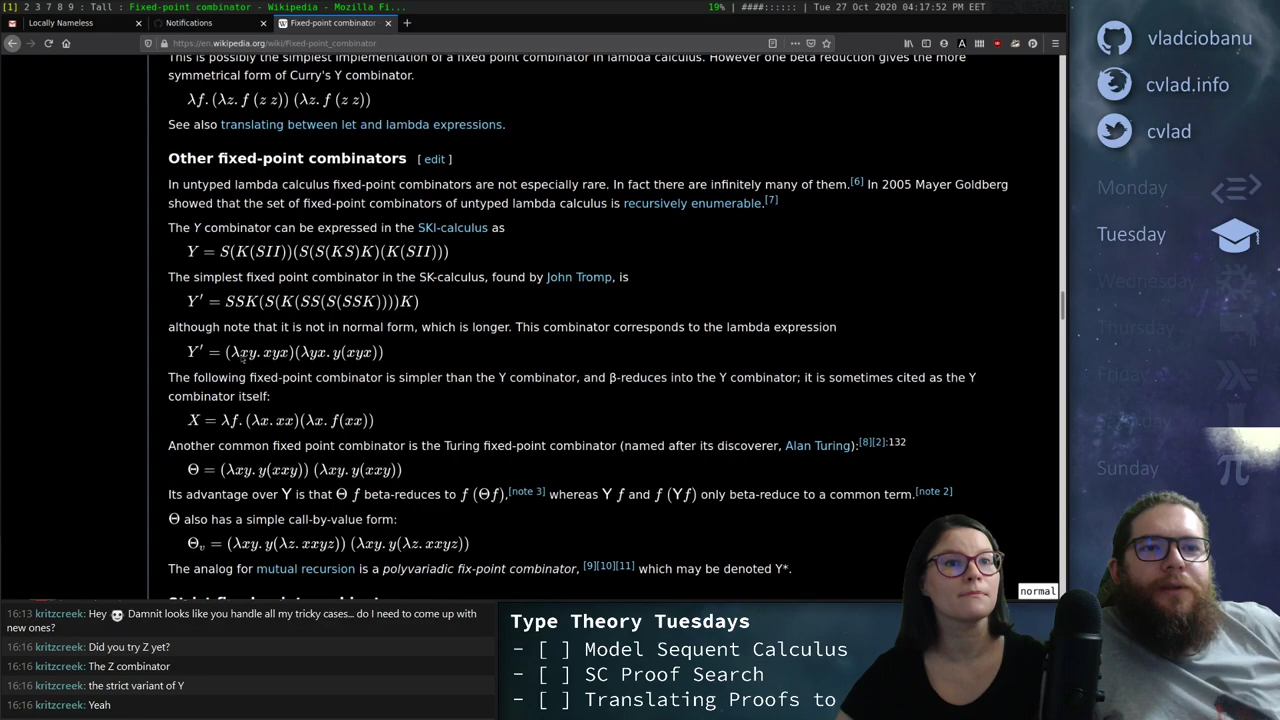 [1] 2 3 7 8 9 : Tall : Fixed-point combinator - Wikipedia - Mozilla Fi...
19% | ####:::::: | Tue 27 Oct 2020 04:17:52 PM EET
Locally Nameless
Notifications
Fixed-point combinator
https://en.wikipedia.org/wiki/Fixed-point_combinator
This is possibly the simplest implementation of a fixed point combinator in lambda calculus. However one beta reduction gives the more
symmetrical form of Curry's Y combinator.
λf. (λz. f (z z)) (λz. f (z z))
See also translating between let and lambda expressions.
Other fixed-point combinators [ edit ]
In untyped lambda calculus fixed-point combinators are not especially rare. In fact there are infinitely many of them.[6] In 2005 Mayer Goldberg
showed that the set of fixed-point combinators of untyped lambda calculus is recursively enumerable.[7]
The Y combinator can be expressed in the SKI-calculus as
Y = S(K(SII))(S(S(KS)K)(K(SII)))
The simplest fixed point combinator in the SK-calculus, found by John Tromp, is
Y′ = SSK(S(K(SS(S(SSK))))K)
although note that it is not in normal form, which is longer. This combinator corresponds to the lambda expression
Y′ = (λxy. xyx)(λyx. y(xyx))
The following fixed-point combinator is simpler than the Y combinator, and β-reduces into the Y combinator; it is sometimes cited as the Y
combinator itself:
X = λf. (λx. xx)(λx. f(xx))
Another common fixed point combinator is the Turing fixed-point combinator (named after its discoverer, Alan Turing):[8][2]:132
Θ = (λxy. y(xxy)) (λxy. y(xxy))
Its advantage over Y is that Θ f beta-reduces to f (Θf),[note 3] whereas Y f and f (Yf) only beta-reduce to a common term.[note 2]
Θ also has a simple call-by-value form:
Θv = (λxy. y(λz. xxyz)) (λxy. y(λz. xxyz))
The analog for mutual recursion is a polyvariadic fix-point combinator, [9][10][11] which may be denoted Y*.
normal
16:13 kritzcreek: Hey Damnit looks like you handle all my tricky cases... do I need to come up with
new ones?
16:16 kritzcreek: Did you try Z yet?
16:16 kritzcreek: The Z combinator
16:16 kritzcreek: the strict variant of Y
16:16 kritzcreek: Yeah
Type Theory Tuesdays
- [ ] Model Sequent Calculus
- [ ] SC Proof Search
- [ ] Translating Proofs to
vladciobanu
cvlad.info
cvlad
Monday
Tuesday
Wednesday
Thursday
Friday
Sunday